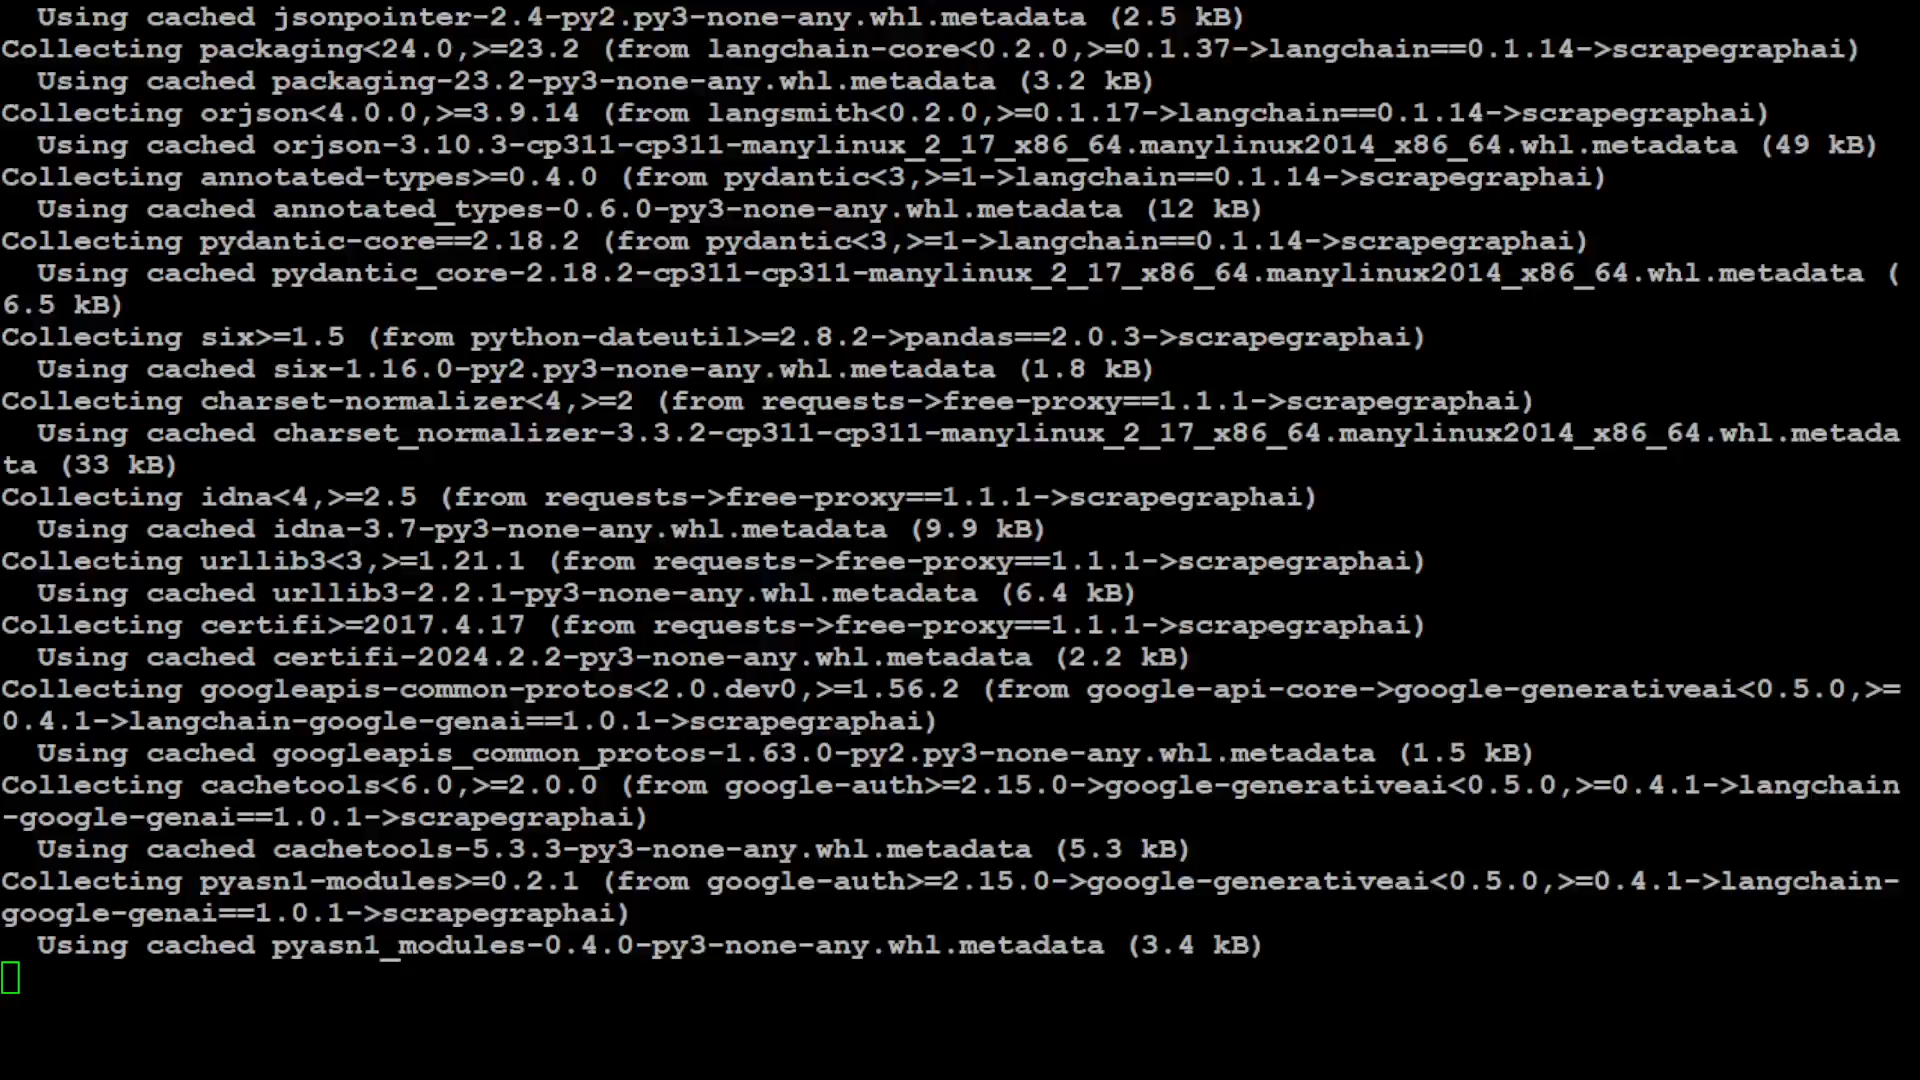 Using cached jsonpointer-2.4-py2.py3-none-any.whl.metadata (2.5 kB)
Collecting packaging<24.0,>=23.2 (from langchain-core<0.2.0,>=0.1.37->langchain==0.1.14->scrapegraphai)
Using cached packaging-23.2-py3-none-any.whl.metadata (3.2 kB)
Collecting orjson<4.0.0,>=3.9.14 (from langsmith<0.2.0,>=0.1.17->langchain==0.1.14->scrapegraphai)
Using cached orjson-3.10.3-cp311-cp311-manylinux_2_17_x86_64.manylinux2014_x86_64.whl.metadata (49 kB)
Collecting annotated-types>=0.4.0 (from pydantic<3,>=1->langchain==0.1.14->scrapegraphai)
Using cached annotated_types-0.6.0-py3-none-any.whl.metadata (12 kB)
Collecting pydantic-core==2.18.2 (from pydantic<3,>=1->langchain==0.1.14->scrapegraphai)
Using cached pydantic_core-2.18.2-cp311-cp311-manylinux_2_17_x86_64.manylinux2014_x86_64.whl.metadata (
6.5 kB)
Collecting six>=1.5 (from python-dateutil>=2.8.2->pandas==2.0.3->scrapegraphai)
Using cached six-1.16.0-py2.py3-none-any.whl.metadata (1.8 kB)
Collecting charset-normalizer<4,>=2 (from requests->free-proxy==1.1.1->scrapegraphai)
Using cached charset_normalizer-3.3.2-cp311-cp311-manylinux_2_17_x86_64.manylinux2014_x86_64.whl.metada
ta (33 kB)
Collecting idna<4,>=2.5 (from requests->free-proxy==1.1.1->scrapegraphai)
Using cached idna-3.7-py3-none-any.whl.metadata (9.9 kB)
Collecting urllib3<3,>=1.21.1 (from requests->free-proxy==1.1.1->scrapegraphai)
Using cached urllib3-2.2.1-py3-none-any.whl.metadata (6.4 kB)
Collecting certifi>=2017.4.17 (from requests->free-proxy==1.1.1->scrapegraphai)
Using cached certifi-2024.2.2-py3-none-any.whl.metadata (2.2 kB)
Collecting googleapis-common-protos<2.0.dev0,>=1.56.2 (from google-api-core->google-generativeai<0.5.0,>=
0.4.1->langchain-google-genai==1.0.1->scrapegraphai)
Using cached googleapis_common_protos-1.63.0-py2.py3-none-any.whl.metadata (1.5 kB)
Collecting cachetools<6.0,>=2.0.0 (from google-auth>=2.15.0->google-generativeai<0.5.0,>=0.4.1->langchain
-google-genai==1.0.1->scrapegraphai)
Using cached cachetools-5.3.3-py3-none-any.whl.metadata (5.3 kB)
Collecting pyasn1-modules>=0.2.1 (from google-auth>=2.15.0->google-generativeai<0.5.0,>=0.4.1->langchain-
google-genai==1.0.1->scrapegraphai)
Using cached pyasn1_modules-0.4.0-py3-none-any.whl.metadata (3.4 kB)